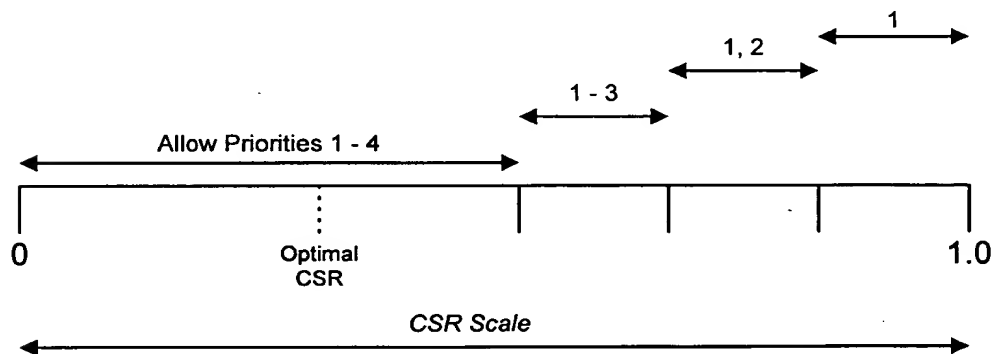 1
1, 2
1 - 3
Allow Priorities 1 - 4
0
Optimal
CSR
1.0
CSR Scale